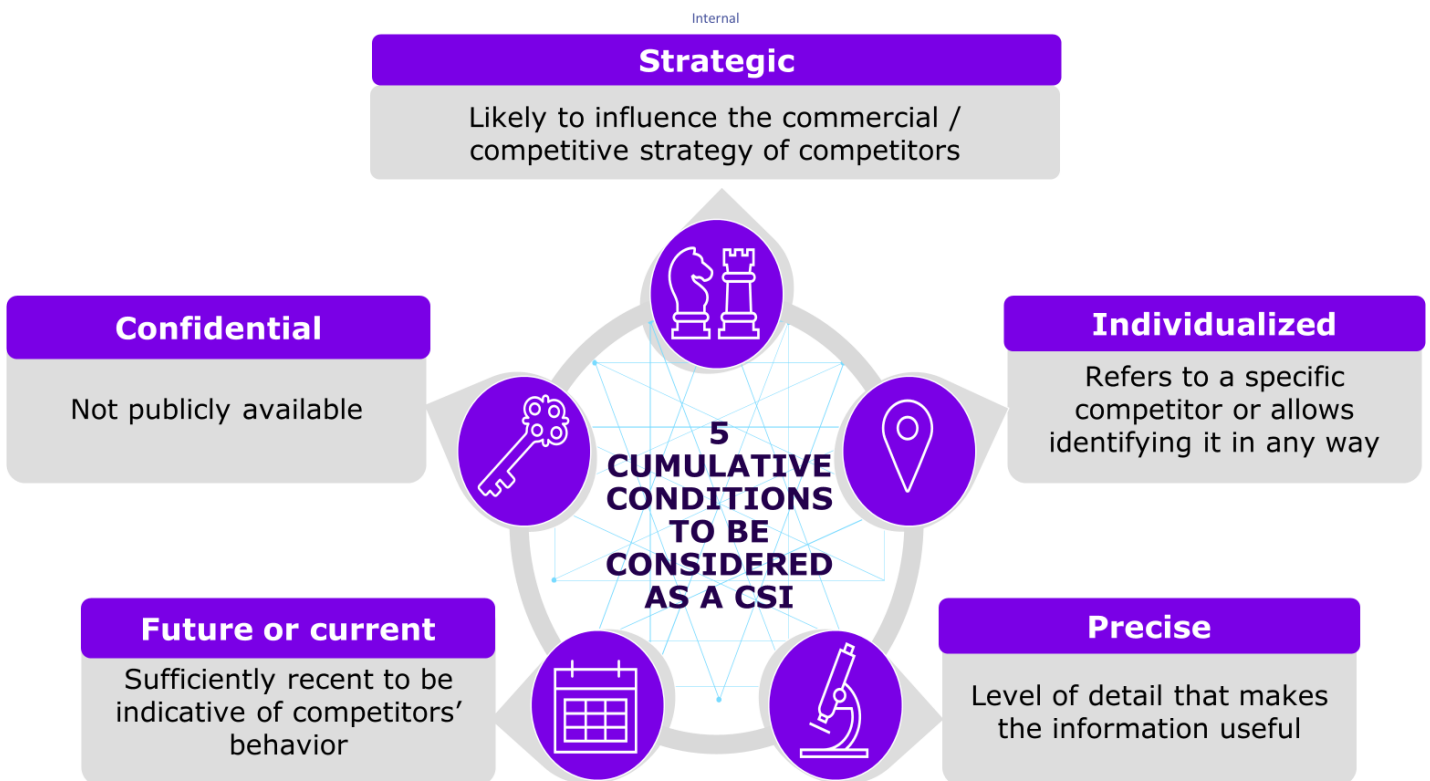 Internal
Strategic
Likely to influence the commercial /
competitive strategy of competitors
Confidential
Not publicly available
Individualized
Refers to a specific
competitor or allows
identifying it in any way
5
CUMULATIVE
CONDITIONS
TO BE
CONSIDERED
AS A CSI
Future or current
Sufficiently recent to be
indicative of competitors’
behavior
Precise
Level of detail that makes
the information useful